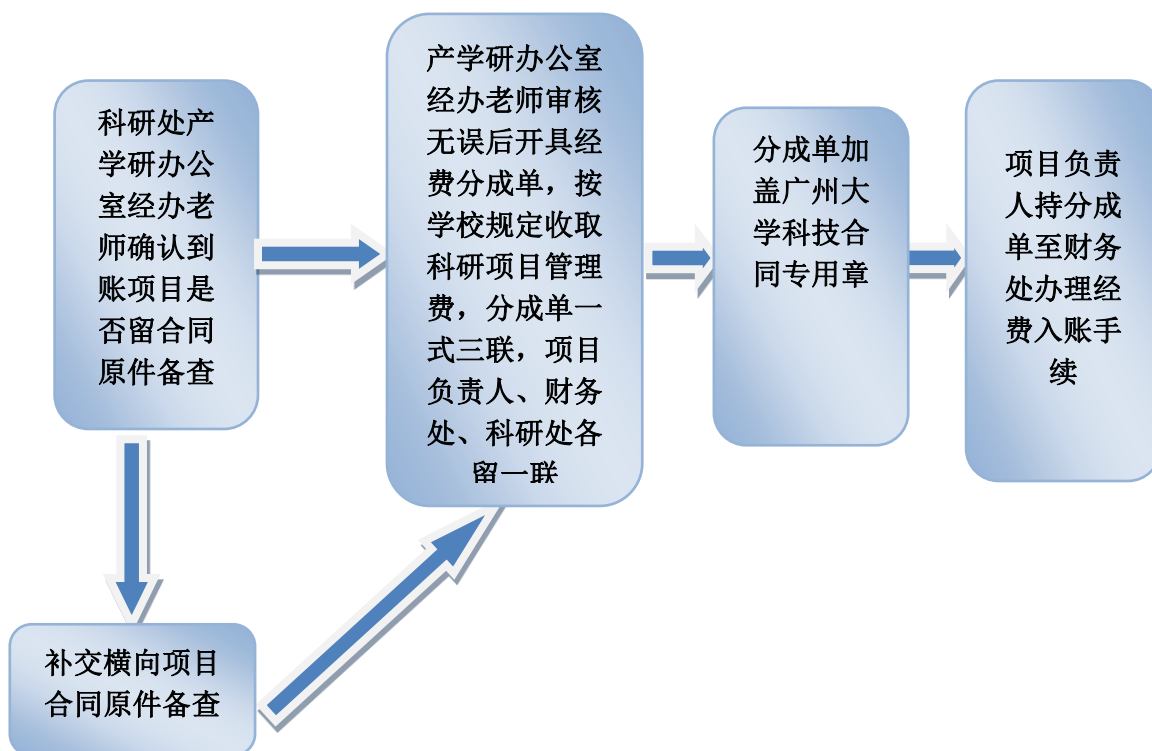 科研处产
学研办公
室经办老
师确认到
账项目是
否留合同
原件备查
产学研办公室
经办老师审核
无误后开具经
费分成单，按
学校规定收取
科研项目管理
费，分成单一
式三联，项目
负责人、财务
处、科研处各
留一联
分成单加
盖广州大
学科技合
同专用章
项目负责
人持分成
单至财务
处办理经
费入账手
续
补交横向项目
合同原件备查